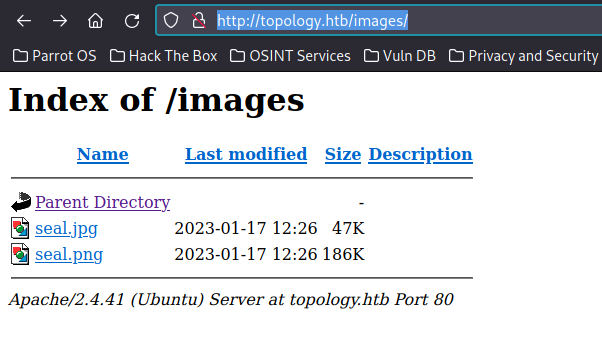 http://topology.htb/images/
Parrot OS Hack The Box OSINT Services Vuln DB Privacy and Security
Index of /images
Name Last modified Size Description
Parent Directory -
seal.jpg 2023-01-17 12:26 47K
seal.png 2023-01-17 12:26 186K
Apache/2.4.41 (Ubuntu) Server at topology.htb Port 80